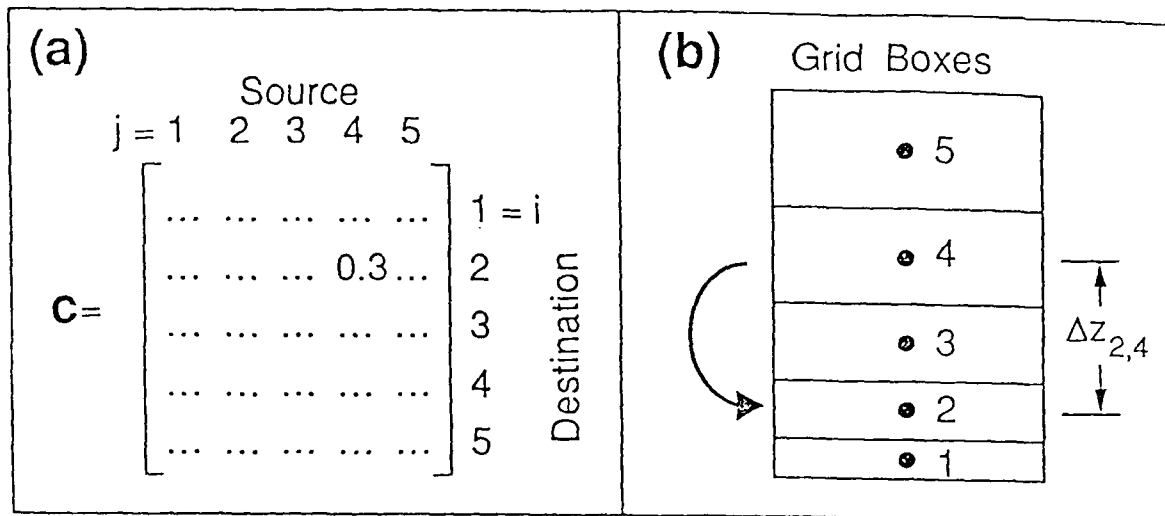 (a)
Source
j = 1 2 3 4 5
... ... ... ... ... 1 = i
... ... ... 0.3 ... 2
C =
... ... ... ... ... 3
... ... ... ... ... 4
... ... ... ... ... 5
Destination
(b)
Grid Boxes
5
4
3
2
1
Δz2,4